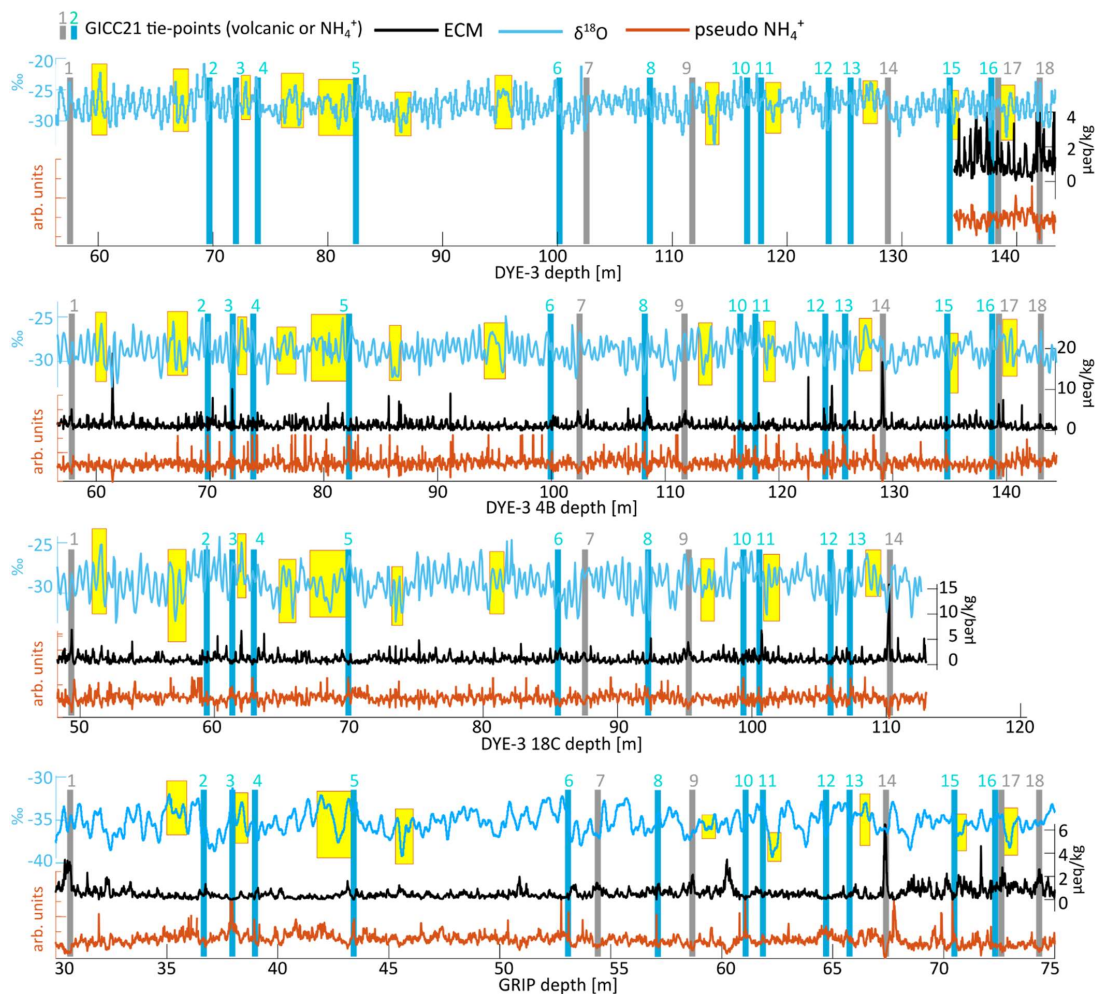 1 2 GICC21 tie-points (volcanic or NH₄⁺) ECM δ¹⁸O pseudo NH₄⁺
-20
-25
-30
‰
arb. units
1 2 3 4 5 6 7 8 9 10 11 12 13 14 15 16 17 18
4
2
0
µeq/kg
60 70 80 90 100 110 120 130 140
DYE-3 depth [m]
-25
-30
‰
arb. units
1 2 3 4 5 6 7 8 9 10 11 12 13 14 15 16 17 18
20
10
0
µeq/kg
60 70 80 90 100 110 120 130 140
DYE-3 4B depth [m]
-25
-30
‰
arb. units
1 2 3 4 5 6 7 8 9 10 11 12 13 14
15
10
5
0
µeq/kg
50 60 70 80 90 100 110 120
DYE-3 18C depth [m]
-30
-35
-40
‰
arb. units
1 2 3 4 5 6 7 8 9 10 11 12 13 14 15 16 17 18
6
4
2
0
µeq/kg
30 35 40 45 50 55 60 65 70 75
GRIP depth [m]